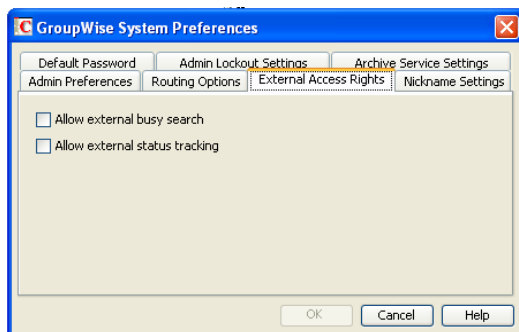 GroupWise System Preferences
Default Password Admin Lockout Settings Archive Service Settings
Admin Preferences Routing Options External Access Rights Nickname Settings
Allow external busy search
Allow external status tracking
OK Cancel Help